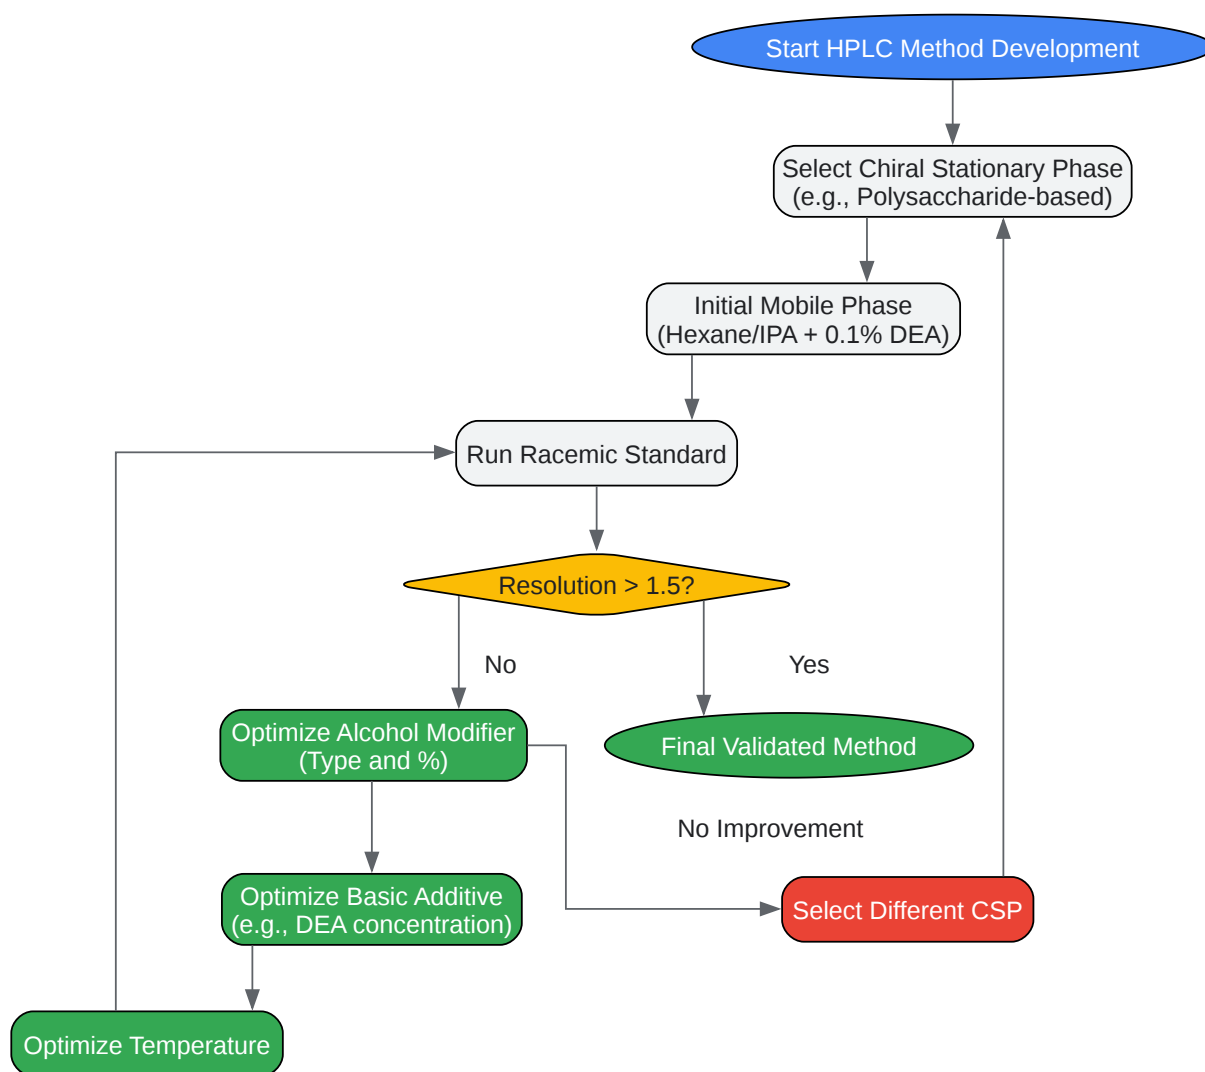 Start HPLC Method Development
Select Chiral Stationary Phase
(e.g., Polysaccharide-based)
Initial Mobile Phase
(Hexane/IPA + 0.1% DEA)
Run Racemic Standard
Resolution > 1.5?
No
Yes
Optimize Alcohol Modifier
(Type and %)
Final Validated Method
No Improvement
Optimize Basic Additive
(e.g., DEA concentration)
Select Different CSP
Optimize Temperature